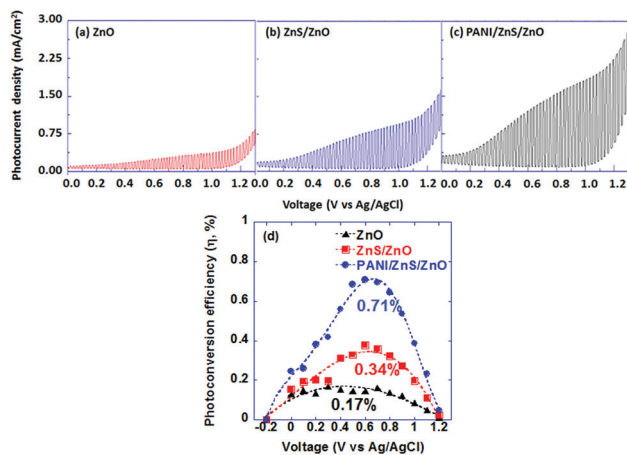 (a) ZnO
(b) ZnS/ZnO
(c) PANI/ZnS/ZnO
Photocurrent density (mA/cm²)
3.00
2.25
1.50
0.75
0.00
0.0 0.2 0.4 0.6 0.8 1.0 1.2
0.0 0.2 0.4 0.6 0.8 1.0 1.2
0.0 0.2 0.4 0.6 0.8 1.0 1.2
Voltage (V vs Ag/AgCl)
(d)
ZnO
ZnS/ZnO
PANI/ZnS/ZnO
0.71%
0.34%
0.17%
Photoconversion efficiency (η, %)
1
0.8
0.6
0.4
0.2
0
-0.2 0 0.2 0.4 0.6 0.8 1 1.2
Voltage (V vs Ag/AgCl)